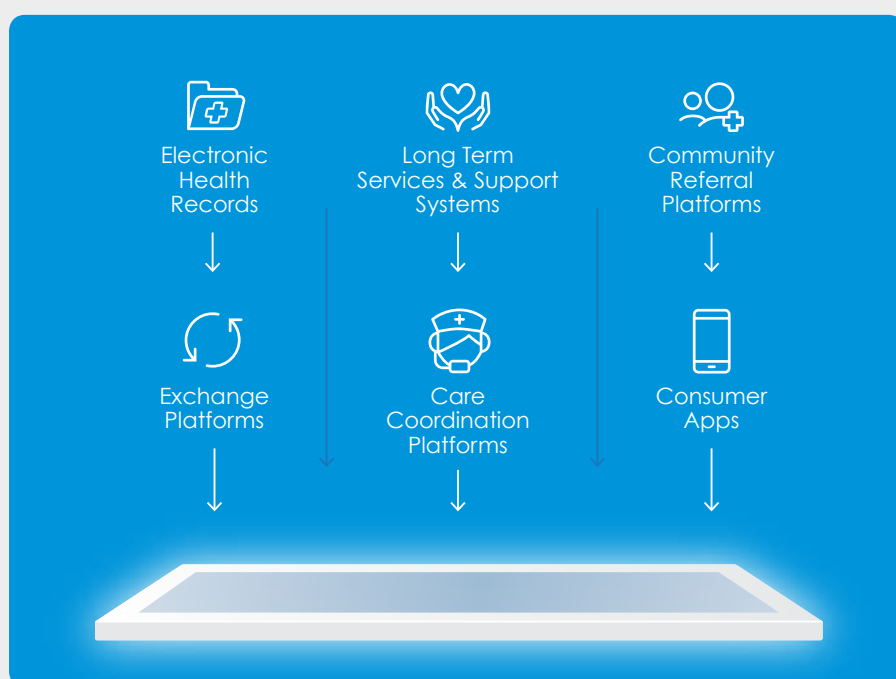 Electronic
Health
Records
Long Term
Services & Support
Systems
Community
Referral
Platforms
Exchange
Platforms
Care
Coordination
Platforms
Consumer
Apps